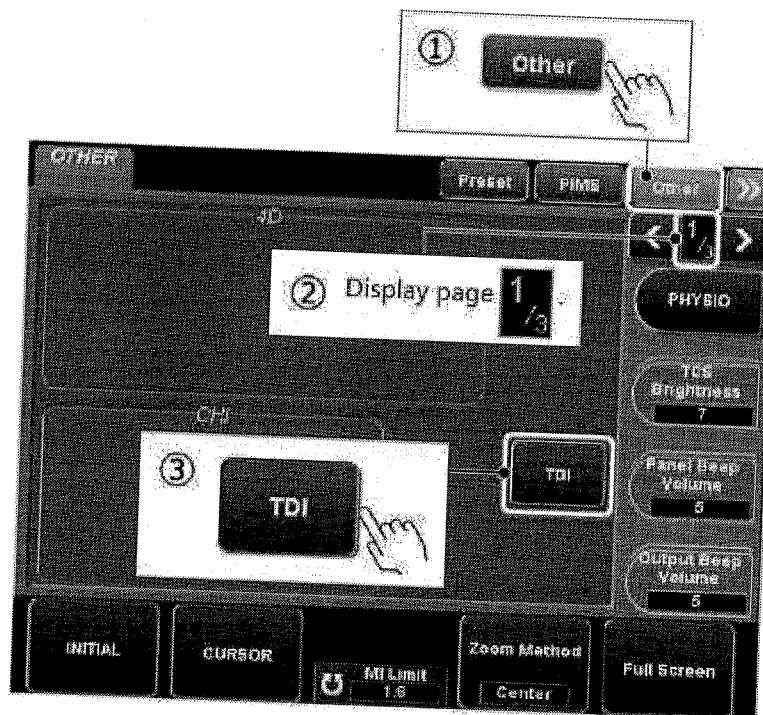 ①
Other
OTHER
Preset
PIMS
Other
»
4D
<
1/3
>
② Display page 1/3.
PHYSIO
TCS
Brightness
7
CHI
③
TDI
TDI
Panel Beep
Volume
5
Output Beep
Volume
5
INITIAL
CURSOR
MI Limit
1.6
Zoom Method
Center
Full Screen